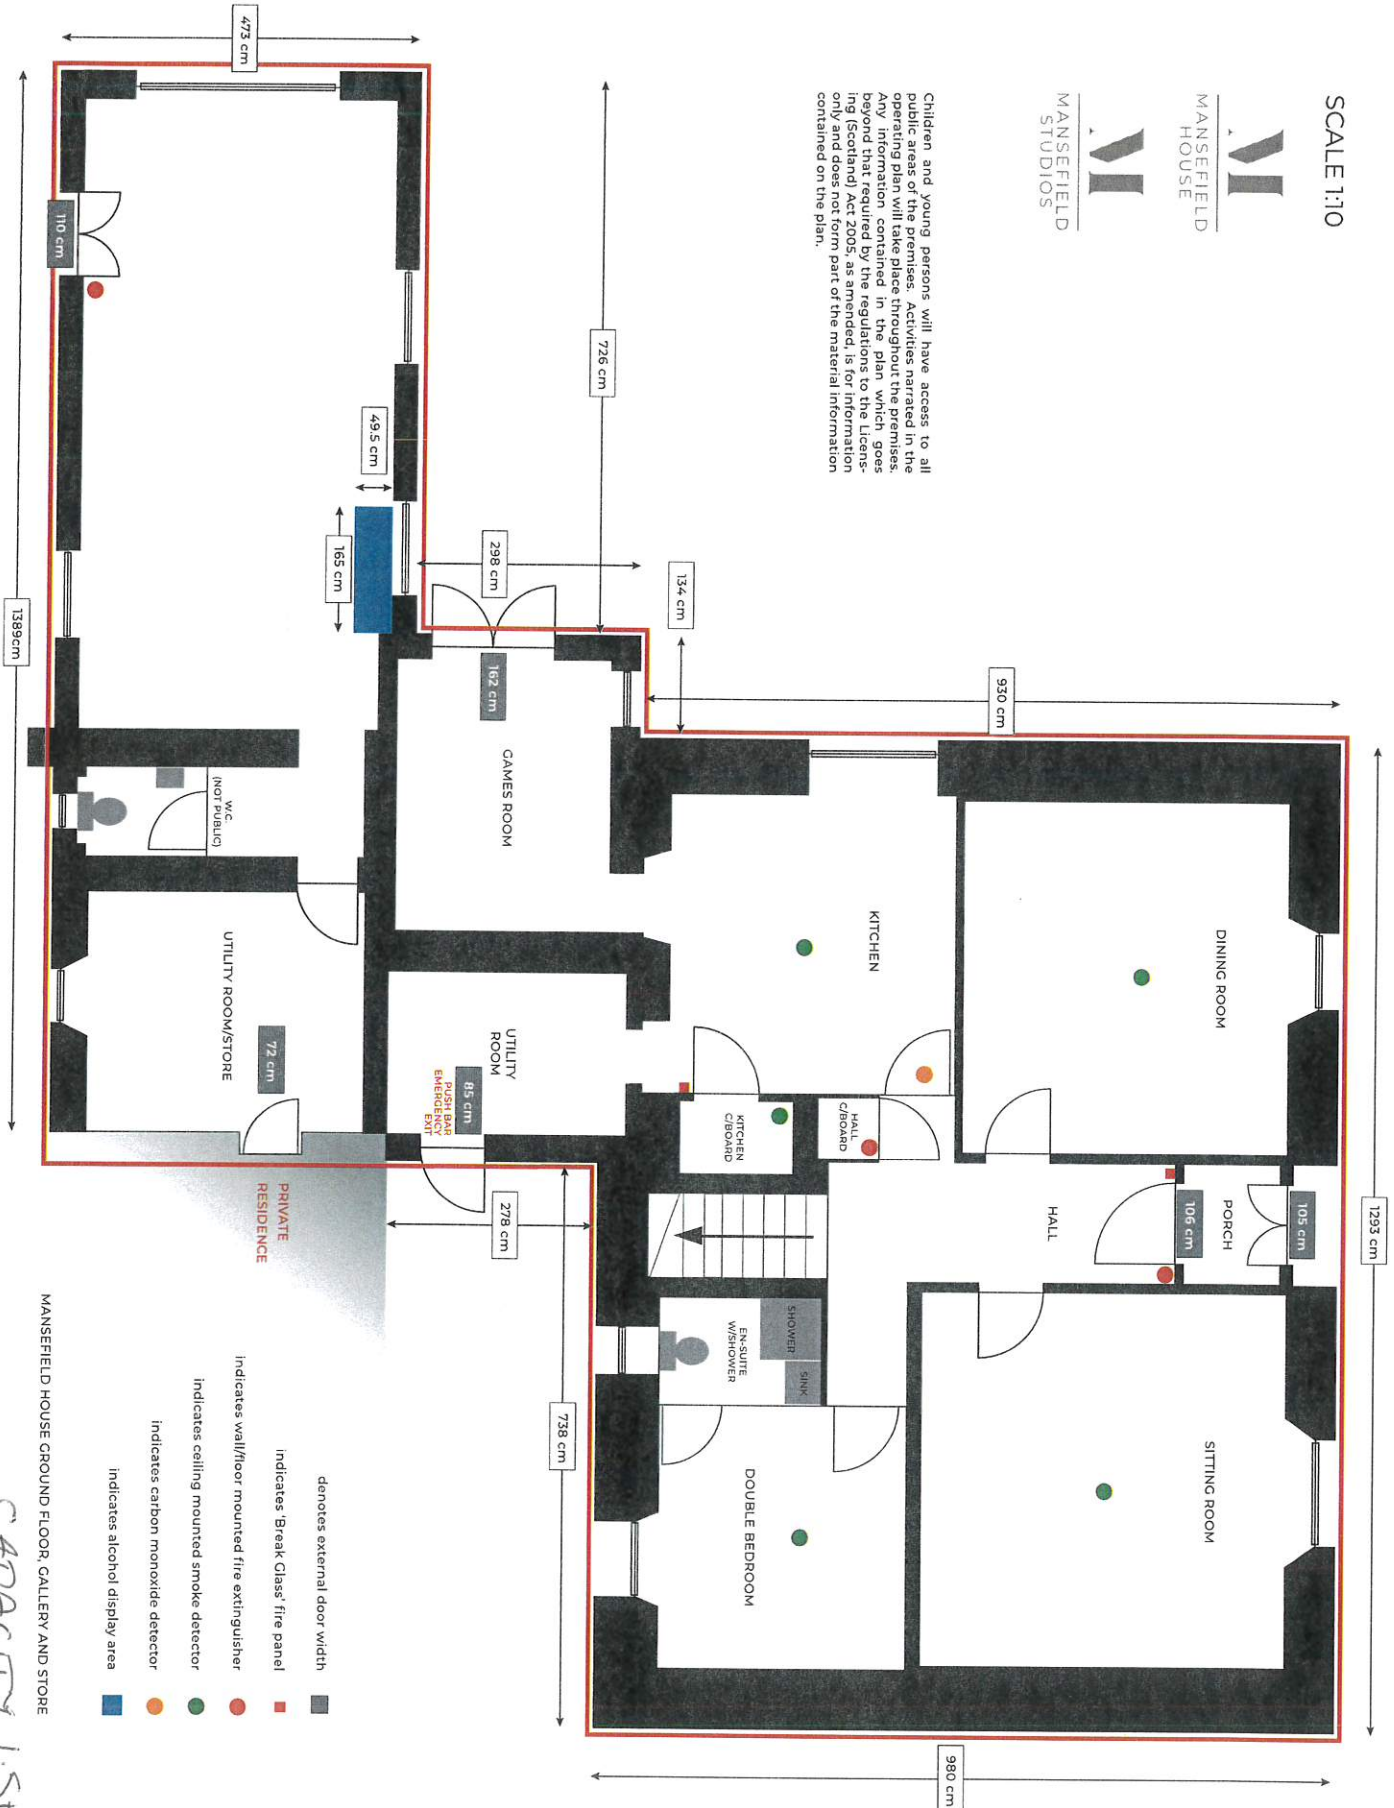 SCALE 1:10
MANSEFIELD
HOUSE
MANSEFIELD
STUDIOS
Children and young persons will have access to all
public areas of the premises. Activities narrated in the
operating plan will take place throughout the premises.
Any information contained in the plan which goes
beyond that required by the regulations to the Licens-
ing (Scotland) Act 2005, as amended, is for information
only and does not form part of the material information
contained on the plan.
1293 cm
930 cm
134 cm
726 cm
298 cm
473 cm
49.5 cm
165 cm
110 cm
1389cm
162 cm
105 cm
PORCH
106 cm
HALL
DINING ROOM
SITTING ROOM
KITCHEN
HALL
C/BOARD
KITCHEN
C/BOARD
SHOWER
SINK
EN-SUITE
W/SHOWER
DOUBLE BEDROOM
GAMES ROOM
UTILITY
ROOM
85 cm
PUSH BAR
EMERGENCY
EXIT
W.C.
(NOT PUBLIC)
UTILITY ROOM/STORE
72 cm
PRIVATE
RESIDENCE
278 cm
738 cm
980 cm
denotes external door width
indicates 'Break Glass' fire panel
indicates wall/floor mounted fire extinguisher
indicates ceiling mounted smoke detector
indicates carbon monoxide detector
indicates alcohol display area
MANSEFIELD HOUSE GROUND FLOOR, GALLERY AND STORE